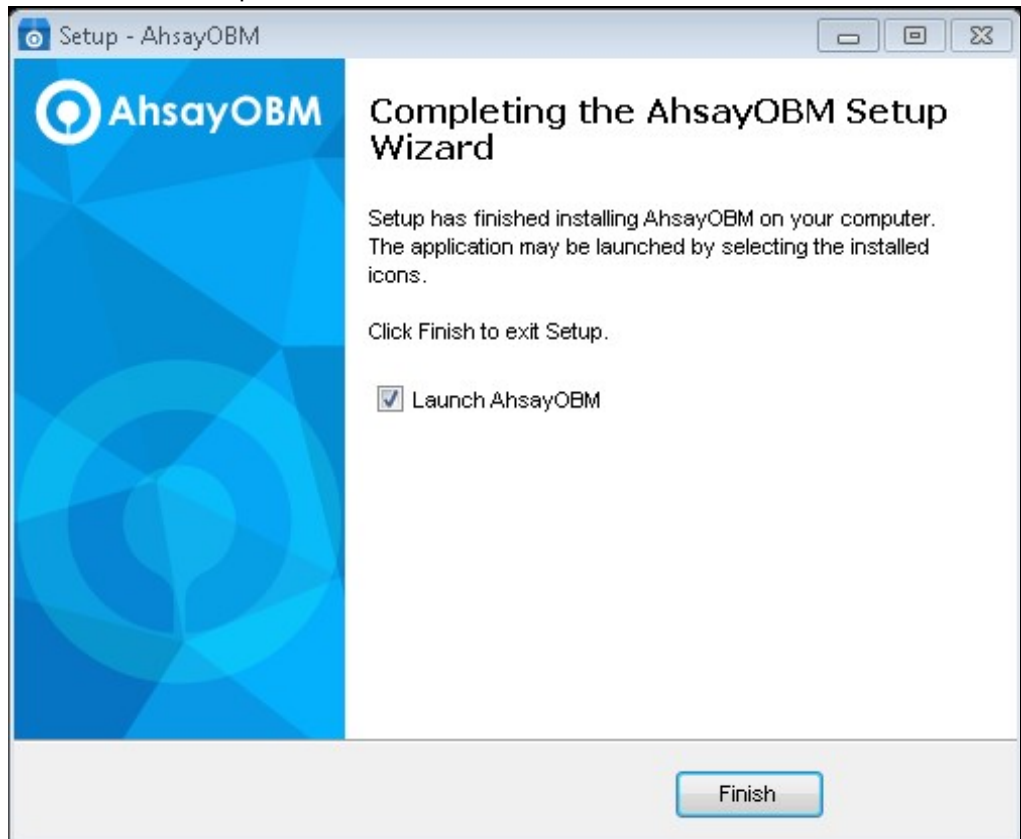 Setup - AhsayOBM
AhsayOBM
Completing the AhsayOBM Setup
Wizard
Setup has finished installing AhsayOBM on your computer.
The application may be launched by selecting the installed
icons.
Click Finish to exit Setup.
Launch AhsayOBM
Finish